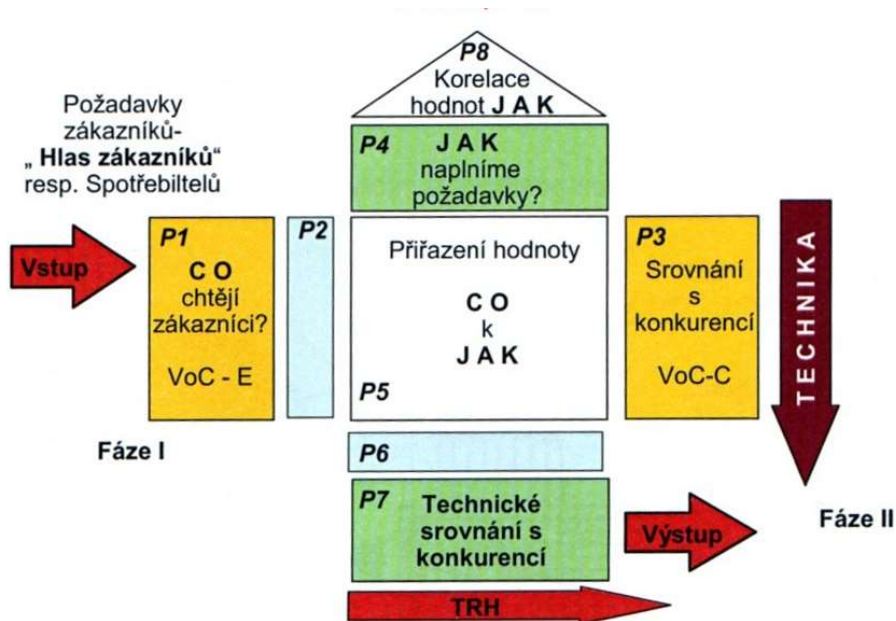 P8
Korelace
hodnot J A K
Požadavky
zákazníků-
„ Hlas zákazníků“
resp. Spotřebiltelů
P4
J A K
naplníme
požadavky?
Vstup
P1
C O
chtějí
zákazníci?
VoC - E
P2
Přiřazení hodnoty
C O
k
J A K
P5
P3
Srovnání
s
konkurencí
VoC-C
TECHNIKA
Fáze I
P6
P7
Technické
srovnání s
konkurencí
Výstup
Fáze II
TRH